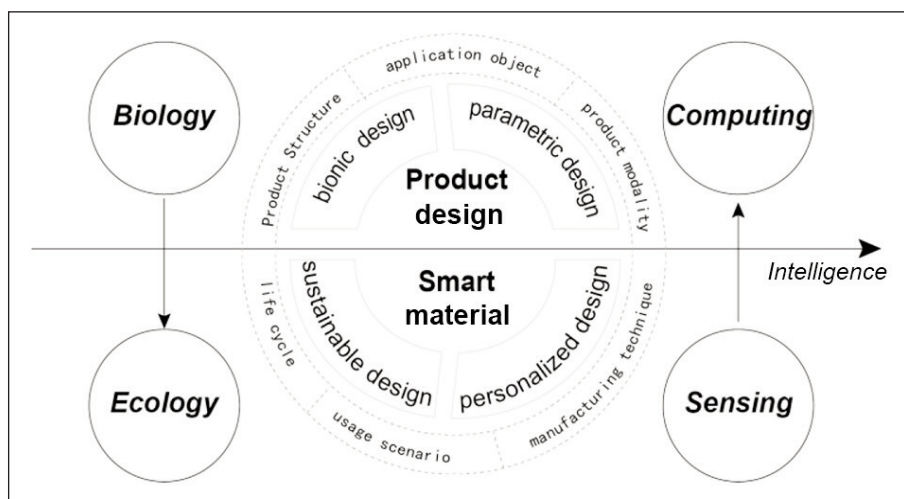 Biology
Product Structure
application object
product modality
Computing
bionic design
parametric design
Product
design
Intelligence
Smart
material
sustainable design
personalized design
life cycle
usage scenario
manufacturing technique
Ecology
Sensing